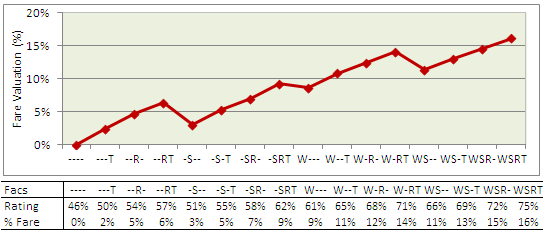 20%
15%
10%
5%
0%
Fare Valuation (%)
---- ---T --R- --RT -S-- -S-T -SR- -SRT W--- W--T W-R- W-RT WS-- WS-T WSR- WSRT
Facs ---- ---T --R- --RT -S-- -S-T -SR- -SRT W--- W--T W-R- W-RT WS-- WS-T WSR- WSRT
Rating 46% 50% 54% 57% 51% 55% 58% 62% 61% 65% 68% 71% 66% 69% 72% 75%
% Fare 0% 2% 5% 6% 3% 5% 7% 9% 9% 11% 12% 14% 11% 13% 15% 16%